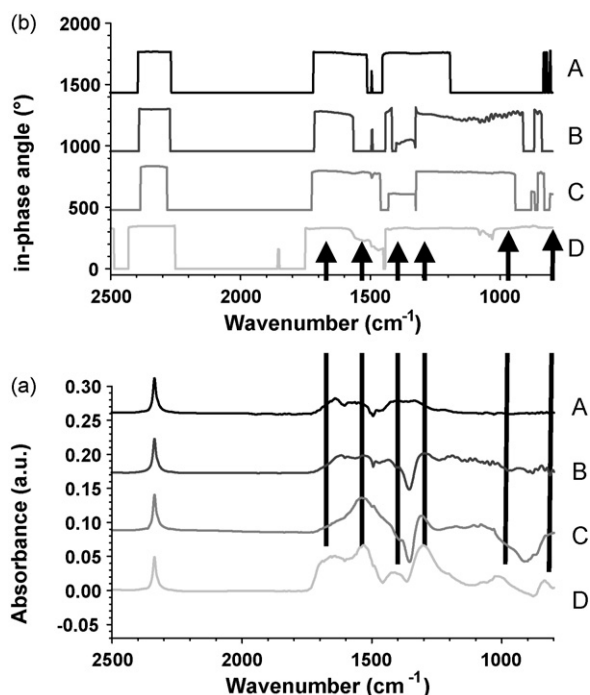 (b)
2000
1500
1000
500
0
in-phase angle (°)
A
B
C
D
2500 2000 1500 1000
Wavenumber (cm-1)
(a)
0.30
0.25
0.20
0.15
0.10
0.05
0.00
-0.05
Absorbance (a.u.)
A
B
C
D
2500 2000 1500 1000
Wavenumber (cm-1)